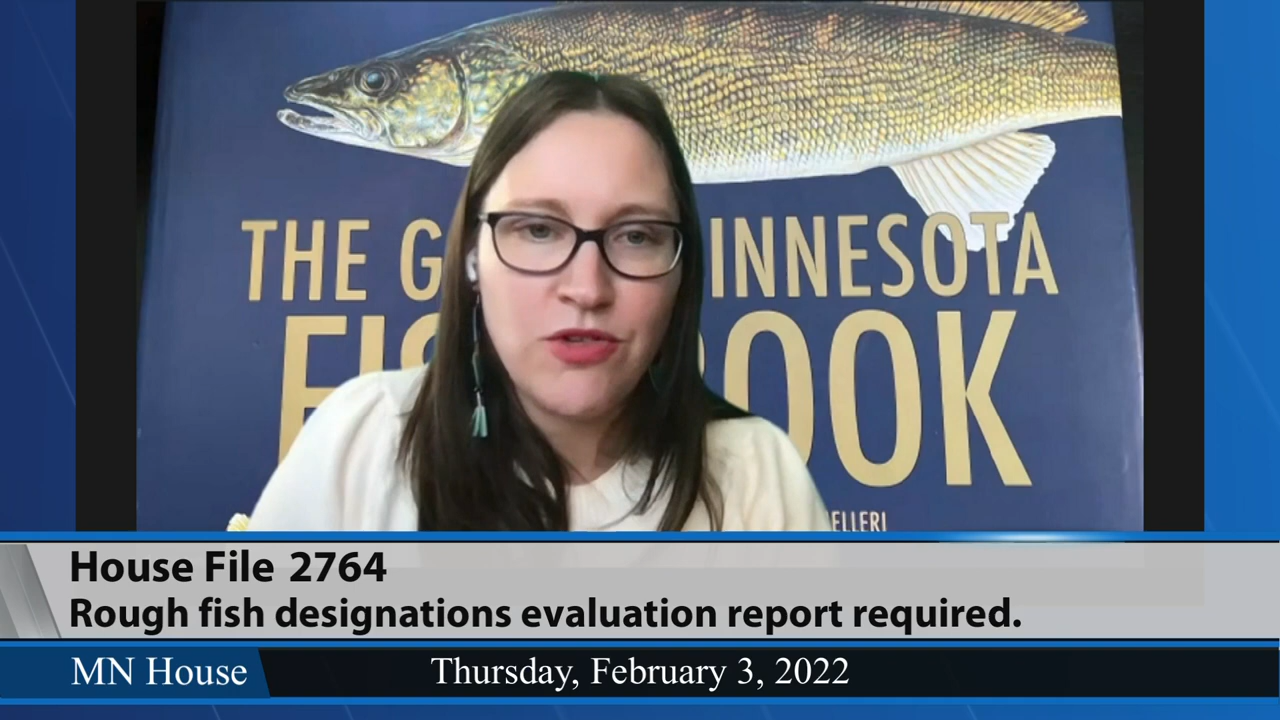 THE G INNESOTA
FIS OOK
ELLERI
House File 2764
Rough fish designations evaluation report required.
MN House
Thursday, February 3, 2022